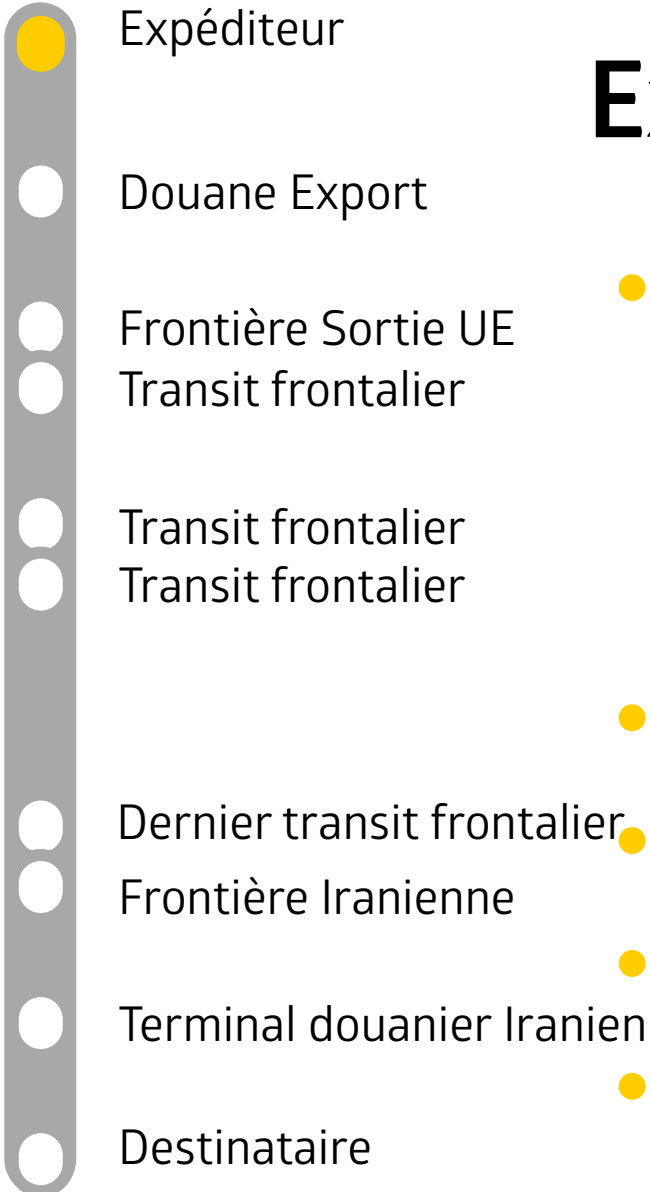 Expéditeur
Douane Export
Frontière Sortie UE
Transit frontalier
Transit frontalier
Transit frontalier
Dernier transit frontalier
Frontière Iranienne
Terminal douanier Iranien
Destinataire